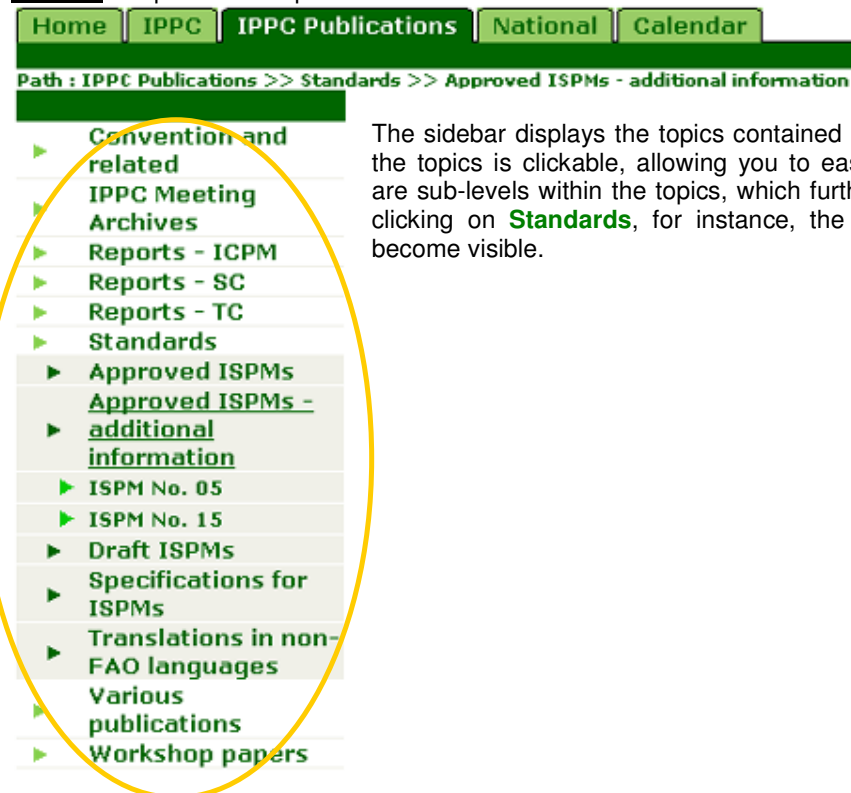 Home IPPC IPPC Publications National Calendar
Path : IPPC Publications >> Standards >> Approved ISPMs - additional information
Convention and
related
IPPC Meeting
Archives
Reports - ICPM
Reports - SC
Reports - TC
Standards
Approved ISPMs
Approved ISPMs -
additional
information
ISPM No. 05
ISPM No. 15
Draft ISPMs
Specifications for
ISPMs
Translations in non-
FAO languages
Various
publications
Workshop papers
The sidebar displays the topics contained
the topics is clickable, allowing you to
are sub-levels within the topics, which
clicking on Standards, for instance, the
become visible.